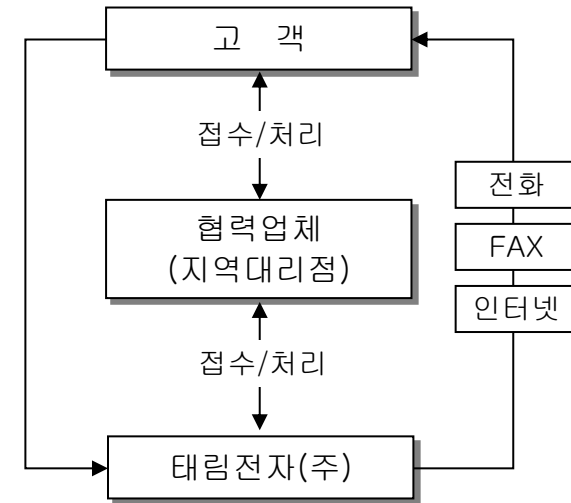 고 객
접수/처리
전화
협력업체
(지역대리점)
FAX
인터넷
접수/처리
태림전자(주)